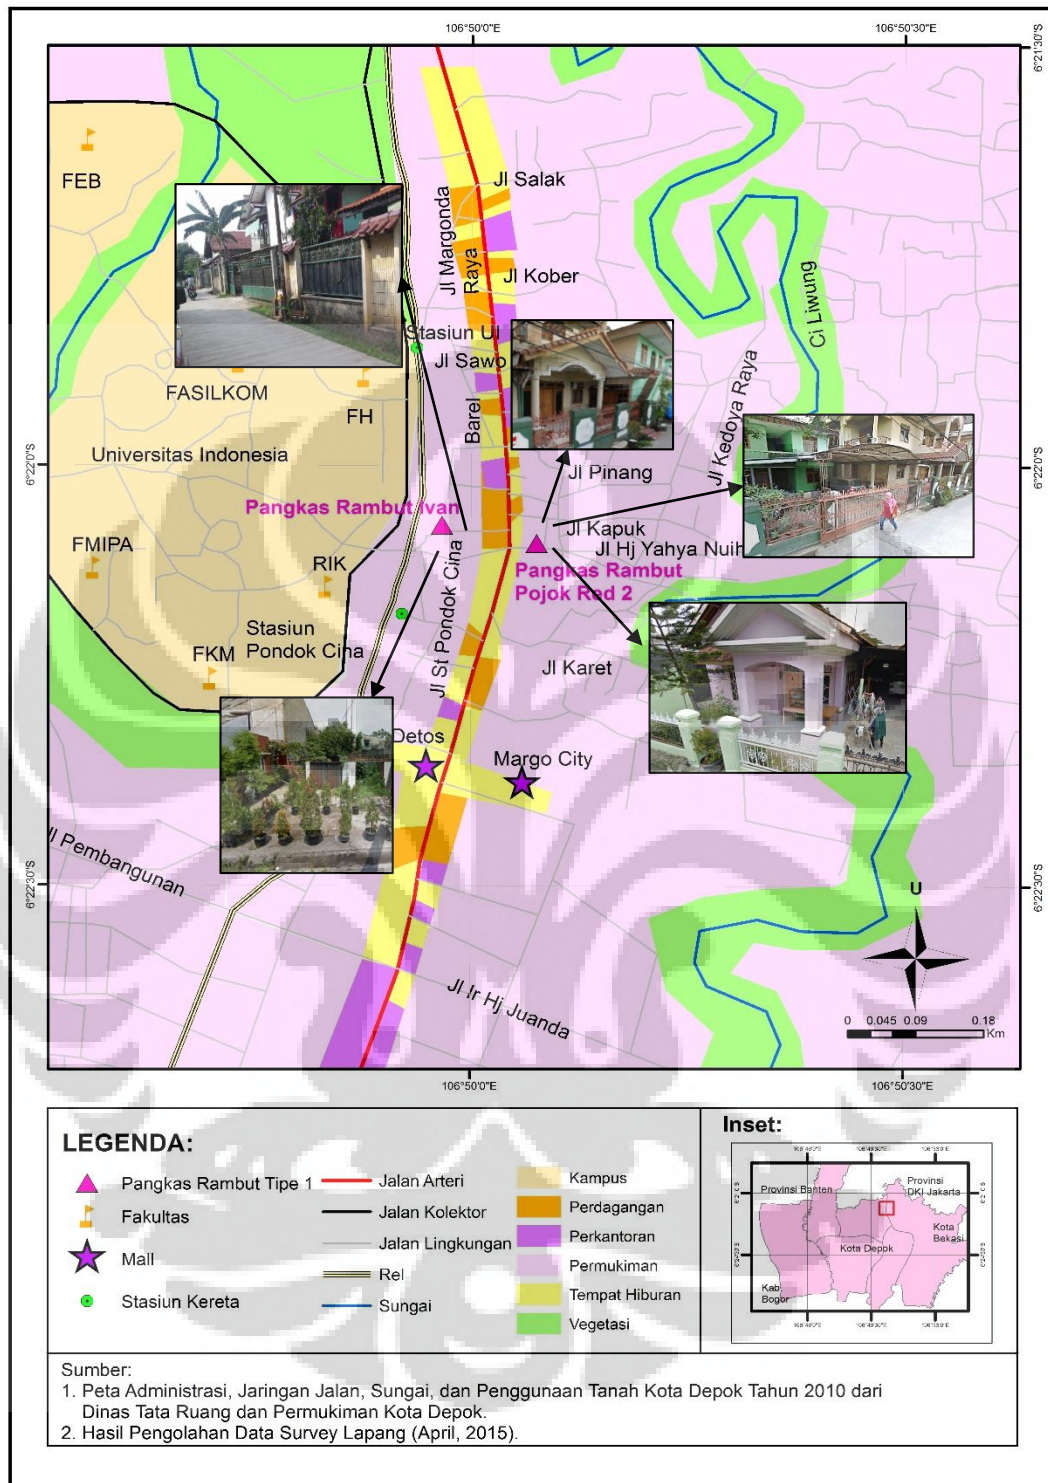 106°50'0"E
106°50'30"E
6°21'30"S
FEB
Jl Salak
Jl Margonda
Raya
Jl Kober
Ci Liwung
Stasiun UI
Jl Sawo
FASILKOM
FH
Barel
Jl Kedoya Raya
6°22'0"S
6°22'0"S
Universitas Indonesia
Jl Pinang
Pangkas Rambut Ivan
Jl Kapuk
FMIPA
Jl Hj Yahya Nuih
RIK
Pangkas Rambut
Pojok Red 2
Jl St Pondok Cina
Stasiun
Pondok Cina
FKM
Jl Karet
Detos
Margo City
Jl Pembangunan
6°22'30"S
6°22'30"S
U
Jl Ir Hj Juanda
0 0.045 0.09 0.18
Km
106°50'0"E
106°50'30"E
LEGENDA:
Pangkas Rambut Tipe 1
Fakultas
Mall
Stasiun Kereta
Jalan Arteri
Jalan Kolektor
Jalan Lingkungan
Rel
Sungai
Kampus
Perdagangan
Perkantoran
Permukiman
Tempat Hiburan
Vegetasi
Inset:
Provinsi Banten
Provinsi
DKI Jakarta
Kota
Bekasi
Kota Depok
Kab.
Bogor
Sumber:
1. Peta Administrasi, Jaringan Jalan, Sungai, dan Penggunaan Tanah Kota Depok Tahun 2010 dari
Dinas Tata Ruang dan Permukiman Kota Depok.
2. Hasil Pengolahan Data Survey Lapang (April, 2015).